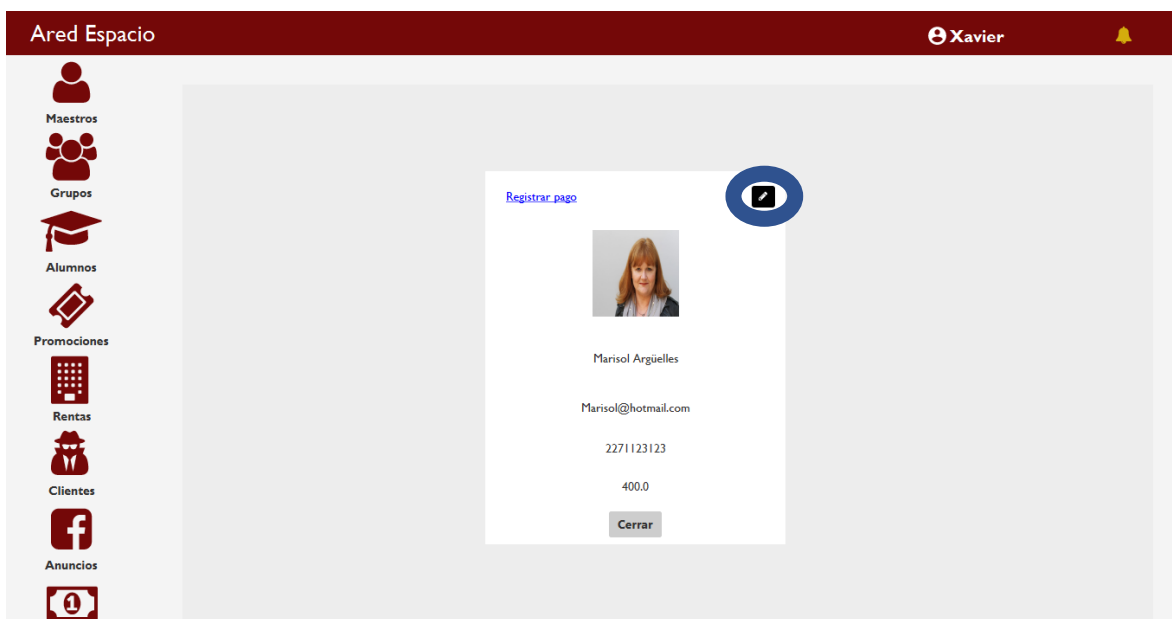 Ared Espacio
Xavier
Maestros
Grupos
Alumnos
Promociones
Rentas
Clientes
Anuncios
1
Registrar pago
Marisol Argüelles
Marisol@hotmail.com
2271123123
400.0
Cerrar